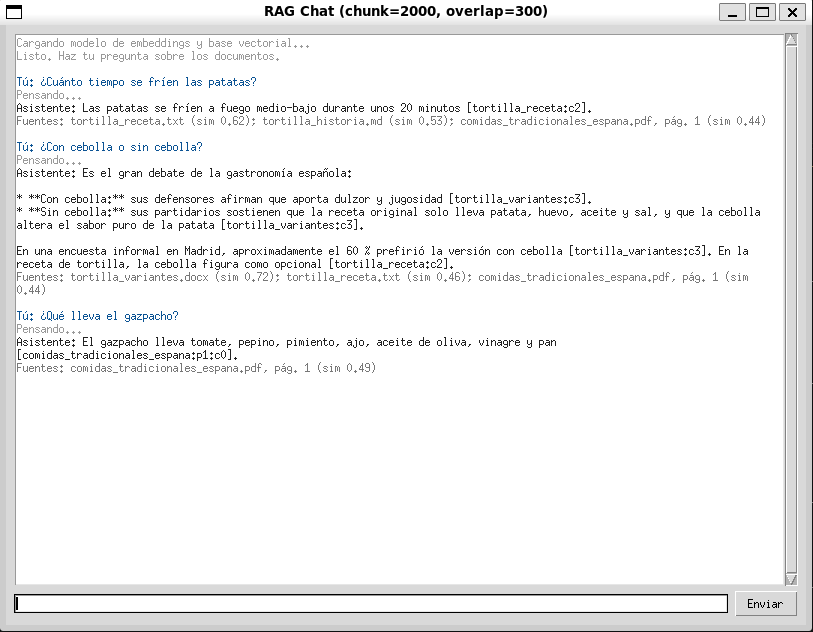 RAG Chat (chunk=2000, overlap=300)
Cargando modelo de embeddings y base vectorial...
Listo. Haz tu pregunta sobre los documentos.
Tú: ¿Cuánto tiempo se fríen las patatas?
Pensando...
Asistente: Las patatas se fríen a fuego medio-bajo durante unos 20 minutos [tortilla_receta:c2].
Fuentes: tortilla_receta.txt (sim 0.62); tortilla_historia.md (sim 0.53); comidas_tradicionales_espana.pdf, pág. 1 (sim 0.44)
Tú: ¿Con cebolla o sin cebolla?
Pensando...
Asistente: Es el gran debate de la gastronomía española:
* **Con cebolla:** sus defensores afirman que aporta dulzor y jugosidad [tortilla_variantes:c3].
* **Sin cebolla:** sus partidarios sostienen que la receta original solo lleva patata, huevo, aceite y sal, y que la cebolla
altera el sabor puro de la patata [tortilla_variantes:c3].
En una encuesta informal en Madrid, aproximadamente el 60 % prefirió la versión con cebolla [tortilla_variantes:c3]. En la
receta de tortilla, la cebolla figura como opcional [tortilla_receta:c2].
Fuentes: tortilla_variantes.docx (sim 0.72); tortilla_receta.txt (sim 0.46); comidas_tradicionales_espana.pdf, pág. 1 (sim
0.44)
Tú: ¿Qué lleva el gazpacho?
Pensando...
Asistente: El gazpacho lleva tomate, pepino, pimiento, ajo, aceite de oliva, vinagre y pan
[comidas_tradicionales_espana:p1:c0].
Fuentes: comidas_tradicionales_espana.pdf, pág. 1 (sim 0.49)
Enviar